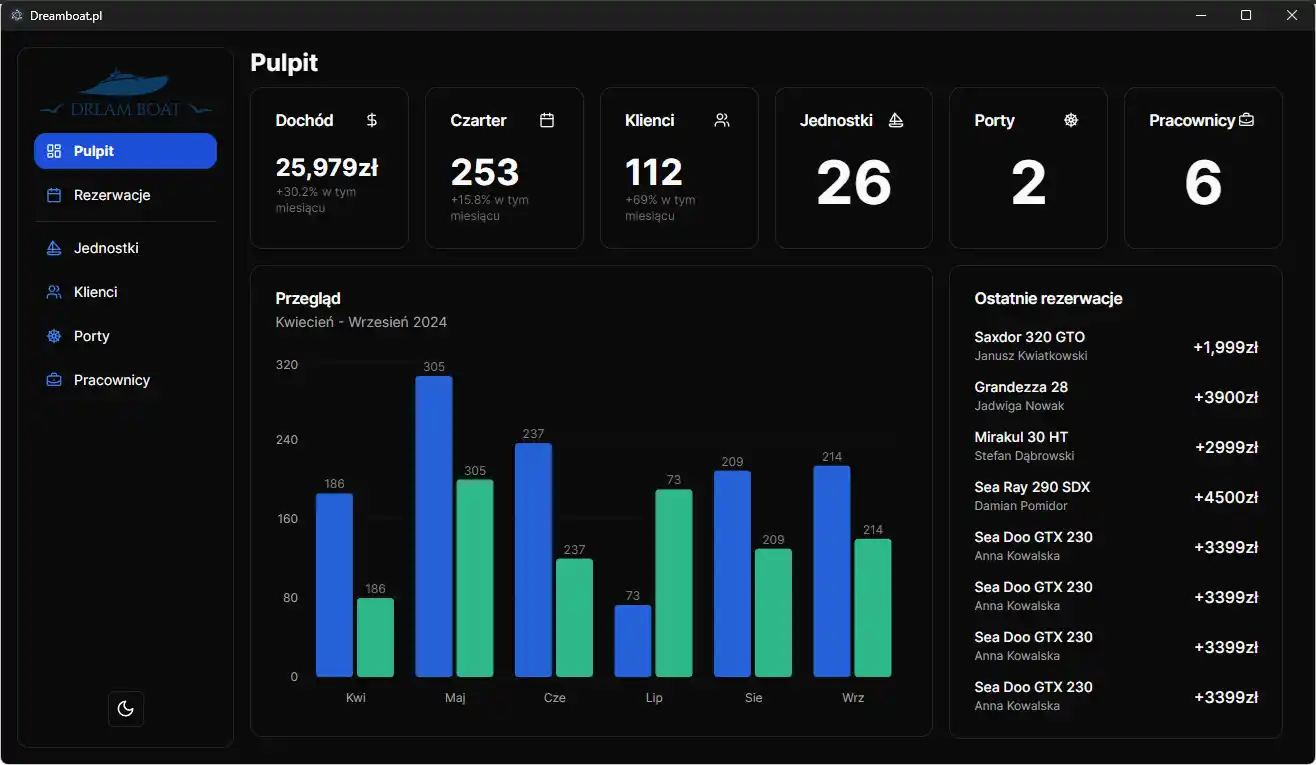 Dreamboat.pl
DREAM BOAT
Pulpit
Rezerwacje
Jednostki
Klienci
Porty
Pracownicy
Pulpit
Dochód
25,979zł
+30.2% w tym
miesiącu
Czarter
253
+15.8% w tym
miesiącu
Klienci
112
+69% w tym
miesiącu
Jednostki
26
Porty
2
Pracownicy
6
Przegląd
Kwiecień - Wrzesień 2024
320
240
160
80
0
186
186
305
305
237
237
73
73
209
209
214
214
Kwi
Maj
Cze
Lip
Sie
Wrz
Ostatnie rezerwacje
Saxdor 320 GTO
Janusz Kwiatkowski
+1,999zł
Grandezza 28
Jadwiga Nowak
+3900zł
Mirakul 30 HT
Stefan Dąbrowski
+2999zł
Sea Ray 290 SDX
Damian Pomidor
+4500zł
Sea Doo GTX 230
Anna Kowalska
+3399zł
Sea Doo GTX 230
Anna Kowalska
+3399zł
Sea Doo GTX 230
Anna Kowalska
+3399zł
Sea Doo GTX 230
Anna Kowalska
+3399zł